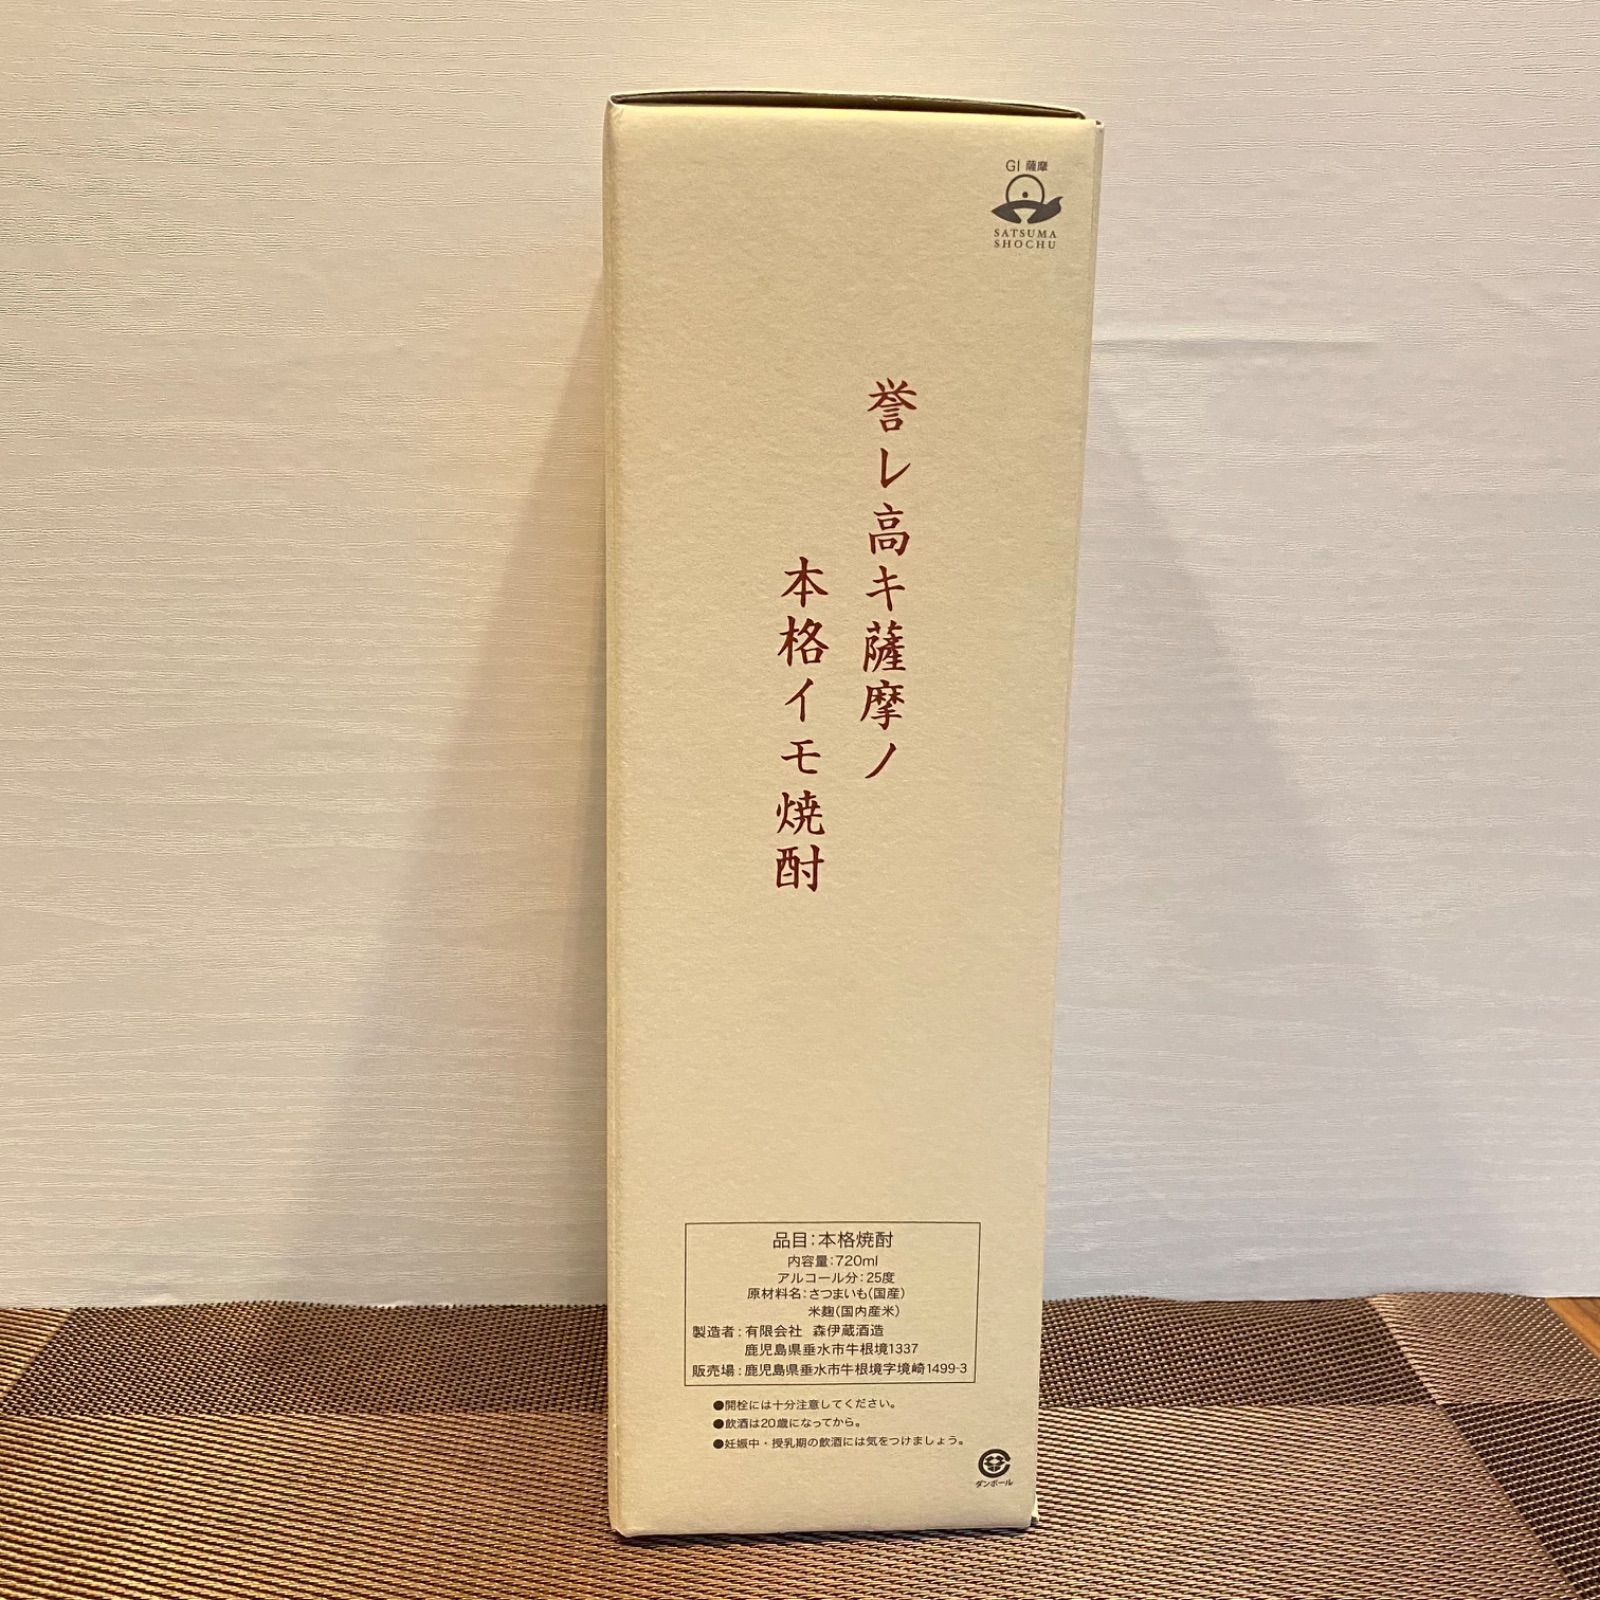 GI 薩摩
SATSUMA
SHOCHU
誉レ高キ薩摩ノ
本格イモ焼酎
品目:本格焼酎
内容量:720ml
アルコール分:25度
原材料名:さつまいも(国産)
米麹(国内産米)
製造者:有限会社 森伊蔵酒造
鹿児島県垂水市牛根境1337
販売場:鹿児島県垂水市牛根境字境崎1499-3
●開栓には十分注意してください。
●飲酒は20歳になってから。
●妊娠中・授乳期の飲酒には気をつけましょう。
ダンボール